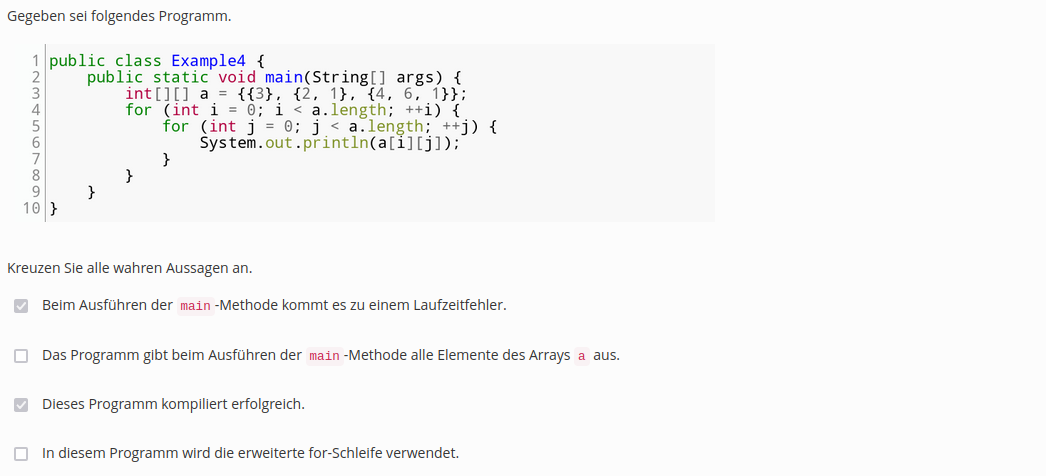 Gegeben sei folgendes Programm.
1 public class Example4 {
2     public static void main(String[] args) {
3         int[][] a = {{3}, {2, 1}, {4, 6, 1}};
4         for (int i = 0; i < a.length; ++i) {
5             for (int j = 0; j < a.length; ++j) {
6                 System.out.println(a[i][j]);
7             }
8         }
9     }
10 }
Kreuzen Sie alle wahren Aussagen an.
Beim Ausführen der main-Methode kommt es zu einem Laufzeitfehler.
Das Programm gibt beim Ausführen der main-Methode alle Elemente des Arrays a aus.
Dieses Programm kompiliert erfolgreich.
In diesem Programm wird die erweiterte for-Schleife verwendet.